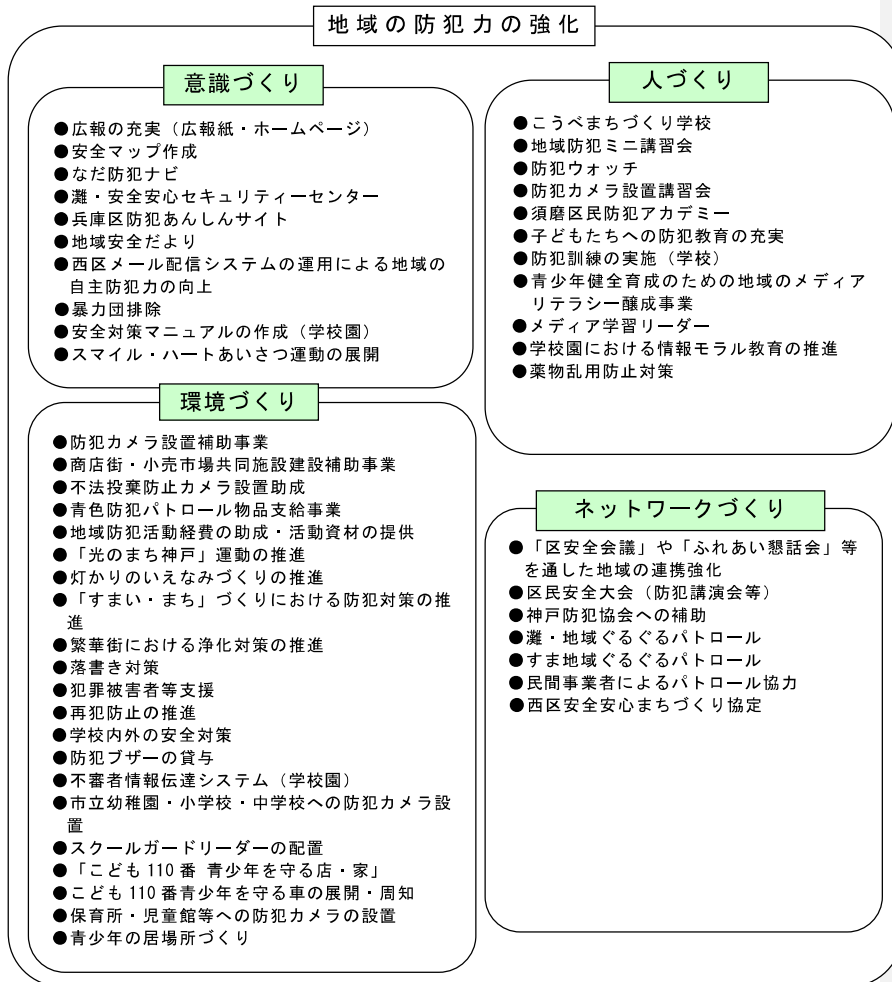 地域の防犯力の強化
意識づくり
●広報の充実（広報紙・ホームページ）
●安全マップ作成
●なだ防犯ナビ
●灘・安全安心セキュリティーセンター
●兵庫区防犯あんしんサイト
●地域安全だより
●西区メール配信システムの運用による地域の
自主防犯力の向上
●暴力団排除
●安全対策マニュアルの作成（学校園）
●スマイル・ハートあいさつ運動の展開
人づくり
●こうべまちづくり学校
●地域防犯ミニ講習会
●防犯ウォッチ
●防犯カメラ設置講習会
●須磨区民防犯アカデミー
●子どもたちへの防犯教育の充実
●防犯訓練の実施（学校）
●青少年健全育成のための地域のメディア
リテラシー醸成事業
●メディア学習リーダー
●学校園における情報モラル教育の推進
●薬物乱用防止対策
環境づくり
●防犯カメラ設置補助事業
●商店街・小売市場共同施設建設補助事業
●不法投棄防止カメラ設置助成
●青色防犯パトロール物品支給事業
●地域防犯活動経費の助成・活動資材の提供
●「光のまち神戸」運動の推進
●灯かりのいえなみづくりの推進
●「すまい・まち」づくりにおける防犯対策の推
進
●繁華街における浄化対策の推進
●落書き対策
●犯罪被害者等支援
●再犯防止の推進
●学校内外の安全対策
●防犯ブザーの貸与
●不審者情報伝達システム（学校園）
●市立幼稚園・小学校・中学校への防犯カメラ設
置
●スクールガードリーダーの配置
●「こども110番 青少年を守る店・家」
●こども110番青少年を守る車の展開・周知
●保育所・児童館等への防犯カメラの設置
●青少年の居場所づくり
ネットワークづくり
●「区安全会議」や「ふれあい懇話会」等
を通した地域の連携強化
●区民安全大会（防犯講演会等）
●神戸防犯協会への補助
●灘・地域ぐるぐるパトロール
●すま地域ぐるぐるパトロール
●民間事業者によるパトロール協力
●西区安全安心まちづくり協定